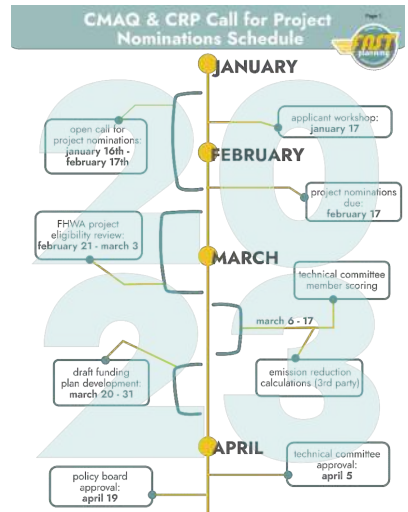 CMAQ & CRP Call for Project
Nominations Schedule
Page 1
FAST
planning
2023
JANUARY
applicant workshop:
january 17
open call for
project nominations:
january 16th -
february 17th
FEBRUARY
project nominations
due:
february 17
FHWA project
eligibility review:
february 21 - march 3
MARCH
technical committee
member scoring
march 6 - 17
emission reduction
calculations (3rd party)
draft funding
plan development:
march 20 - 31
APRIL
technical committee
approval:
april 5
policy board
approval:
april 19